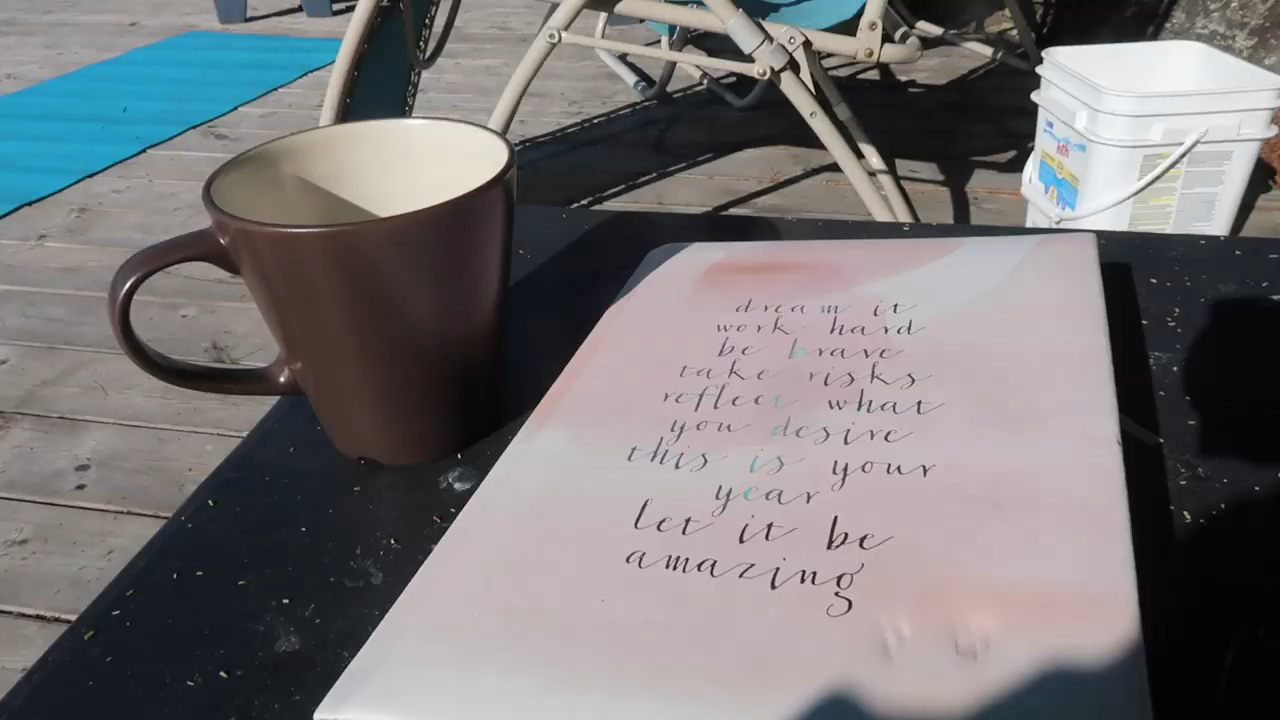 dream it
work hard
be brave
take risks
reflect what
you desire
this is your
year
let it be
amazing
hth